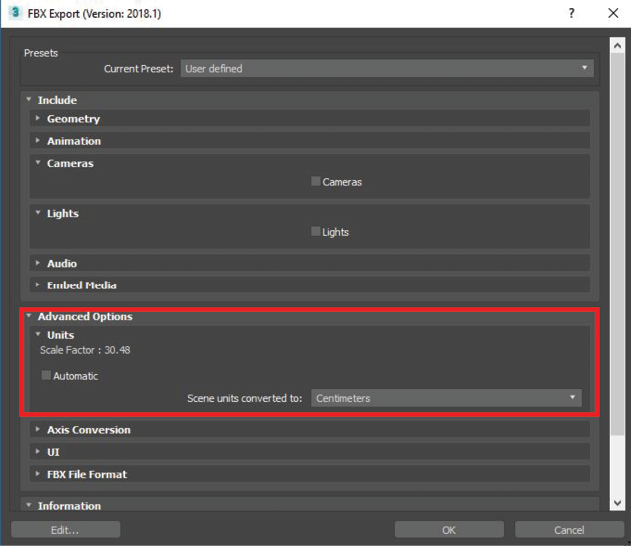 3 FBX Export (Version: 2018.1) ?
Presets
Current Preset: User defined
Include
Geometry
Animation
Cameras
Cameras
Lights
Lights
Audio
Embed Media
Advanced Options
Units
Scale Factor : 30.48
Automatic
Scene units converted to: Centimeters
Axis Conversion
UI
FBX File Format
Information
Edit... OK Cancel